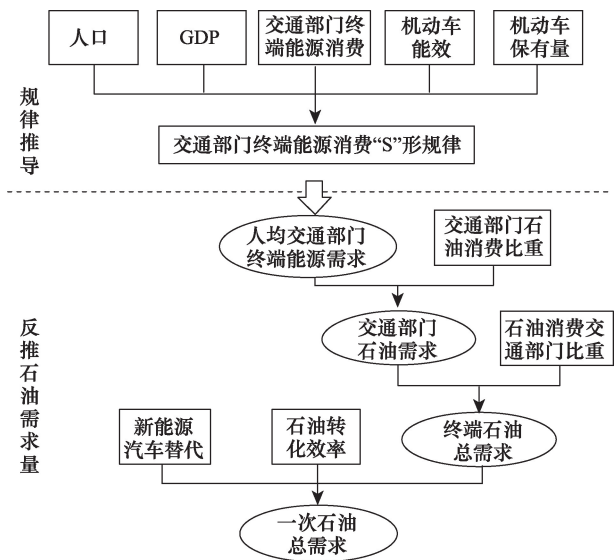 人口
GDP
交通部门终
端能源消费
机动车
能效
机动车
保有量
规律推导
交通部门终端能源消费“S”形规律
人均交通部门
终端能源需求
交通部门石
油消费比重
反推石油需求量
交通部门
石油需求
石油消费交
通部门比重
新能源
汽车替代
石油转
化效率
终端石油
总需求
一次石油
总需求